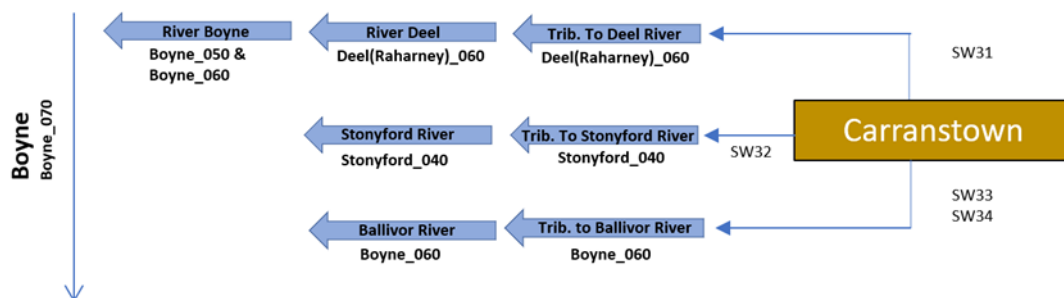 River Boyne
Boyne_050 &
Boyne_060
River Deel
Deel(Raharney)_060
Trib. To Deel River
Deel(Raharney)_060
SW31
Boyne
Boyne_070
Stonyford River
Stonyford_040
Trib. To Stonyford River
Stonyford_040
SW32
Carranstown
SW33
SW34
Ballivor River
Boyne_060
Trib. to Ballivor River
Boyne_060